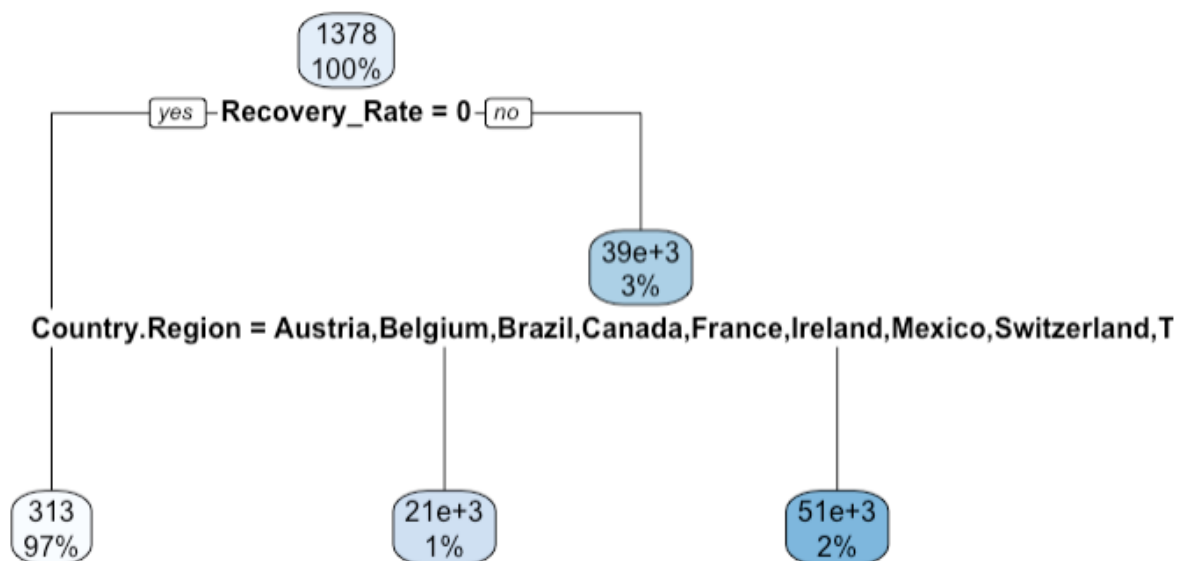 1378
100%
yes Recovery_Rate = 0 no
39e+3
3%
Country.Region = Austria,Belgium,Brazil,Canada,France,Ireland,Mexico,Switzerland,T
313
97%
21e+3
1%
51e+3
2%